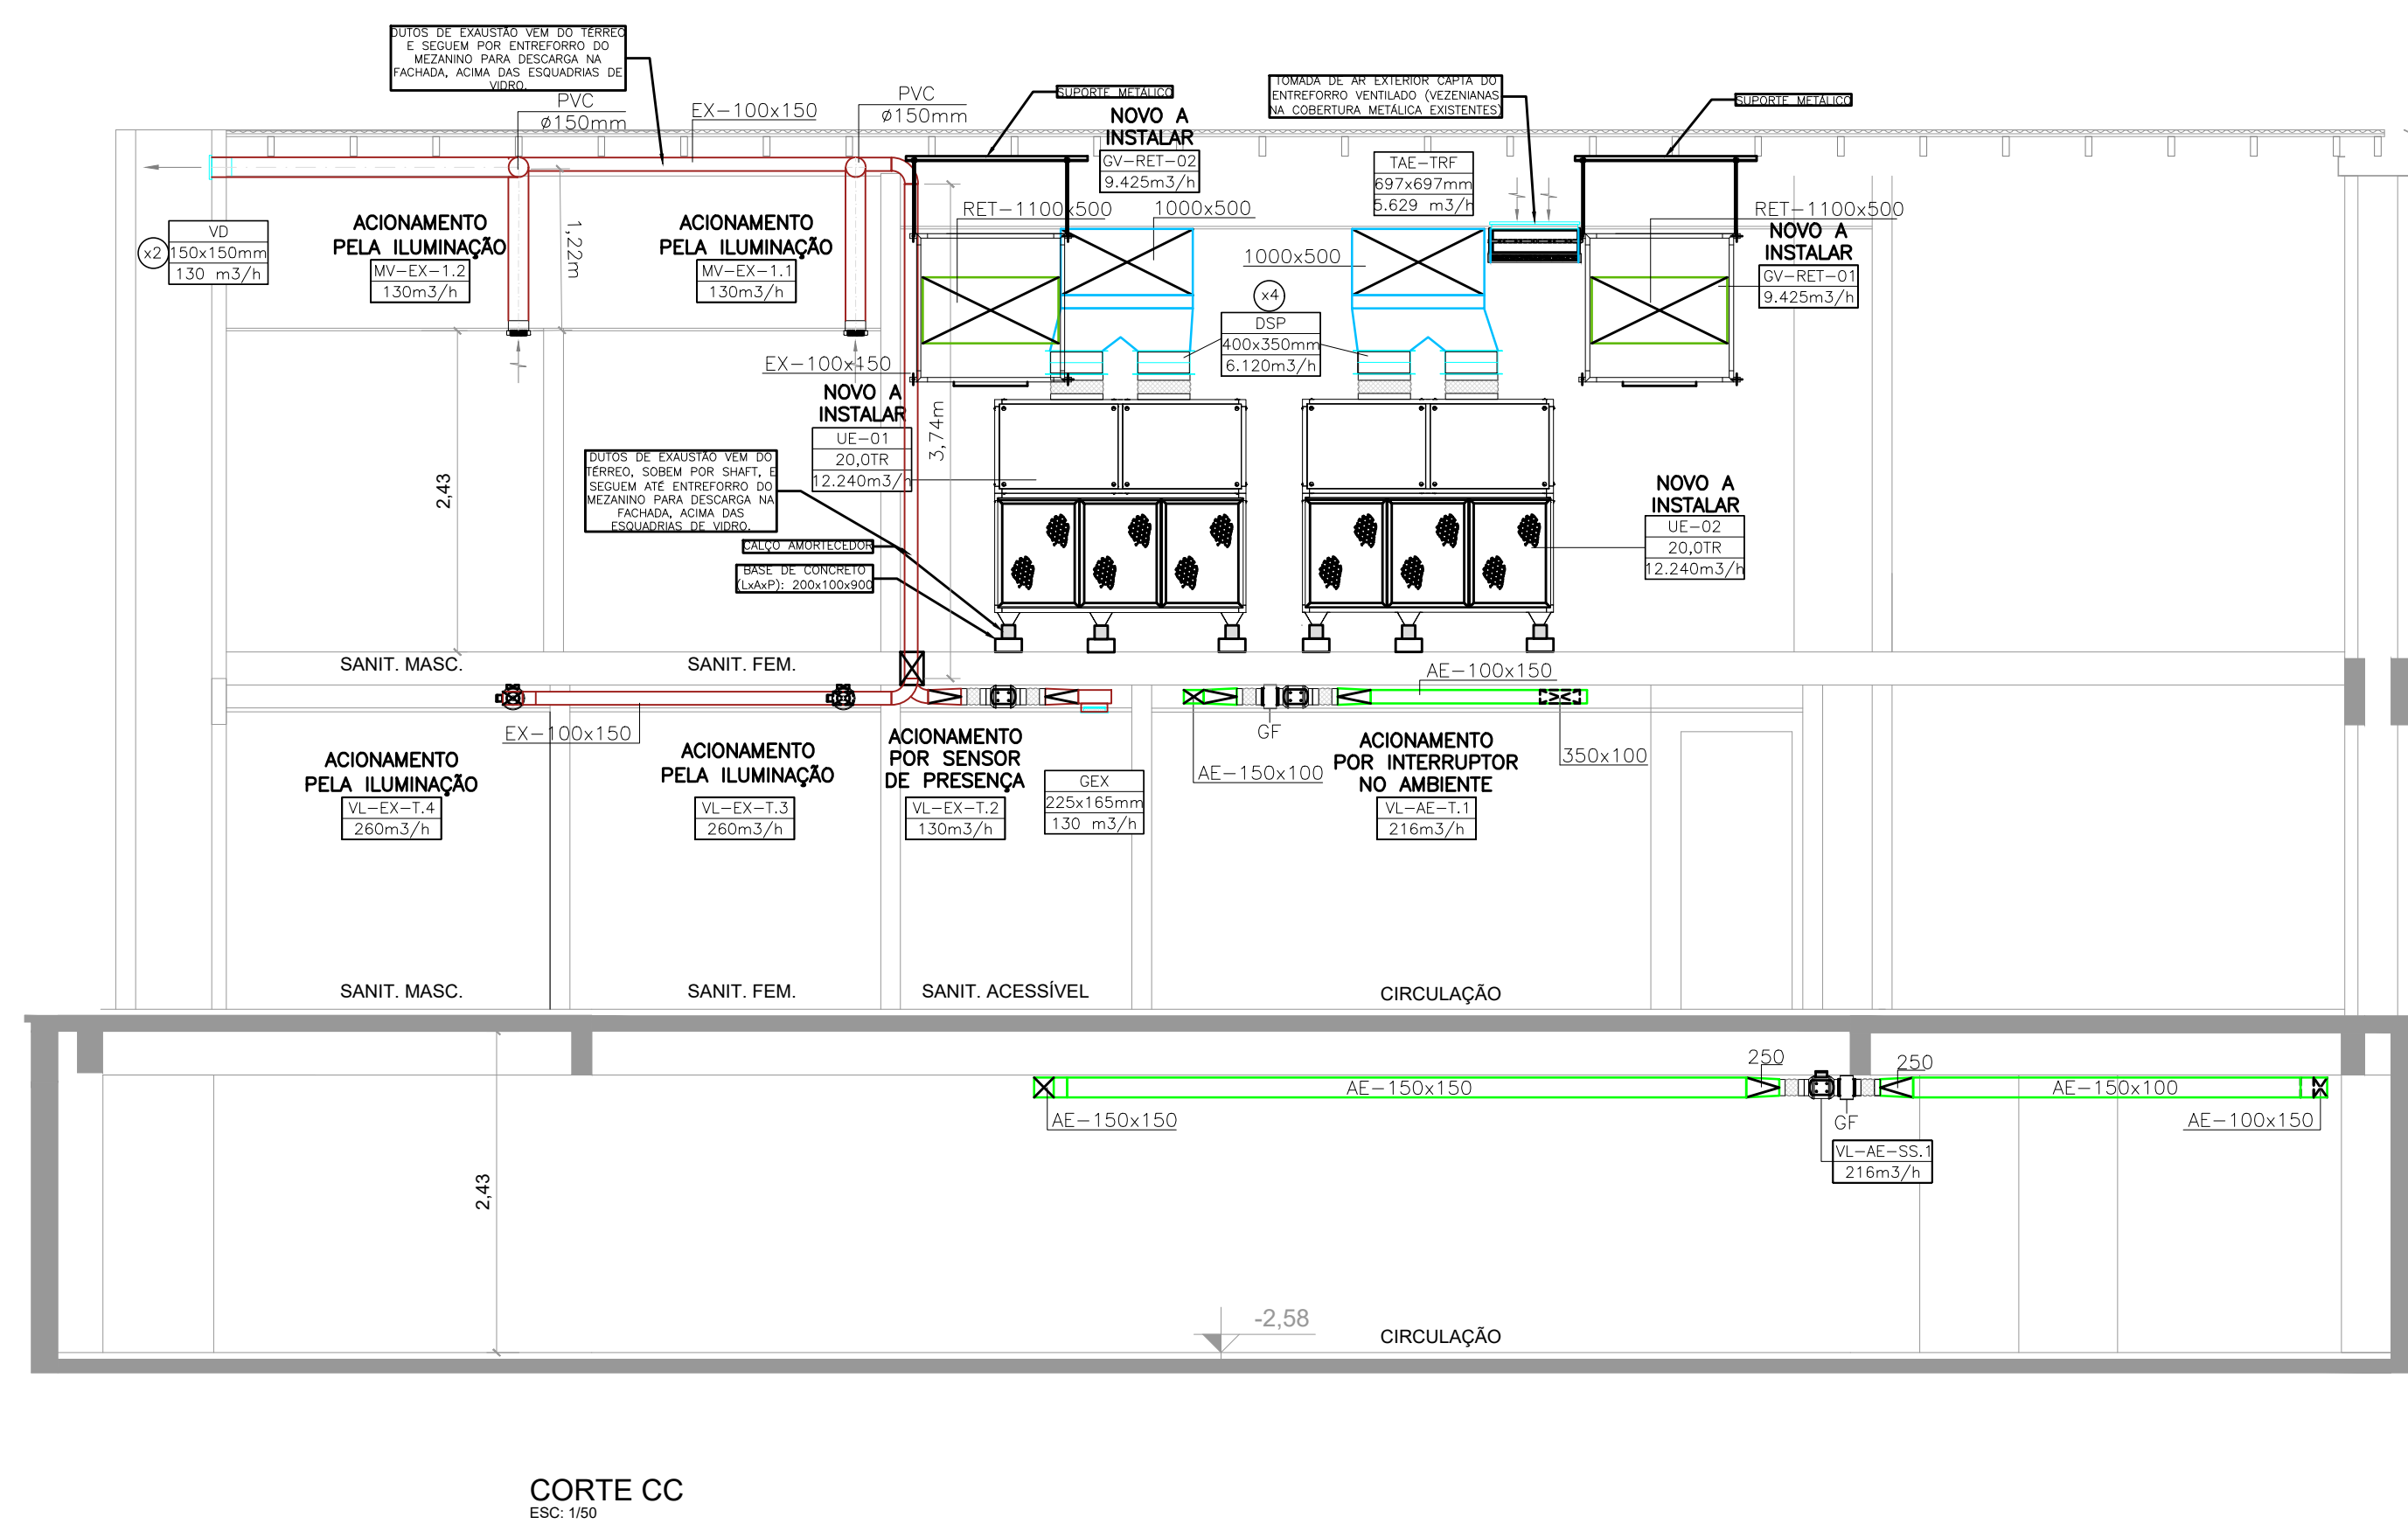 DUTOS DE EXAUSTÃO VEM DO TÉRREO
E SEGUEM POR ENTREFORRO DO
MEZANINO PARA DESCARGA NA
FACHADA, ACIMA DAS ESQUADRIAS DE
VIDRO.
PVC
ø150mm
EX-100x150
PVC
ø150mm
SUPORTE METÁLICO
NOVO A
INSTALAR
GV-RET-02
9.425m3/h
TOMADA DE AR EXTERIOR CAPTA DO
ENTREFORRO VENTILADO (VEZENIANAS
NA COBERTURA METÁLICA EXISTENTES)
SUPORTE METÁLICO
TAE-TRF
697x697mm
5.629 m3/h
x2
VD
150x150mm
130 m3/h
ACIONAMENTO
PELA ILUMINAÇÃO
MV-EX-1.2
130m3/h
1,22m
ACIONAMENTO
PELA ILUMINAÇÃO
MV-EX-1.1
130m3/h
RET-1100x500
1000x500
1000x500
RET-1100x500
NOVO A
INSTALAR
GV-RET-01
9.425m3/h
x4
DSP
400x350mm
6.120m3/h
EX-100x150
NOVO A
INSTALAR
UE-01
20,0TR
12.240m3/h
3,74m
2,43
DUTOS DE EXAUSTÃO VEM DO
TÉRREO, SOBEM POR SHAFT, E
SEGUEM ATÉ ENTREFORRO DO
MEZANINO PARA DESCARGA NA
FACHADA, ACIMA DAS
ESQUADRIAS DE VIDRO.
CALÇO AMORTECEDOR
BASE DE CONCRETO
(LxAxP): 200x100x900
NOVO A
INSTALAR
UE-02
20,0TR
12.240m3/h
SANIT. MASC.
SANIT. FEM.
AE-100x150
EX-100x150
GF
AE-150x100
350x100
ACIONAMENTO
PELA ILUMINAÇÃO
VL-EX-T.4
260m3/h
ACIONAMENTO
PELA ILUMINAÇÃO
VL-EX-T.3
260m3/h
ACIONAMENTO
POR SENSOR
DE PRESENÇA
VL-EX-T.2
130m3/h
GEX
225x165mm
130 m3/h
ACIONAMENTO
POR INTERRUPTOR
NO AMBIENTE
VL-AE-T.1
216m3/h
SANIT. MASC.
SANIT. FEM.
SANIT. ACESSÍVEL
CIRCULAÇÃO
250
250
AE-150x150
AE-150x100
AE-150x150
GF
AE-100x150
VL-AE-SS.1
216m3/h
2,43
-2,58
CIRCULAÇÃO
CORTE CC
ESC: 1/50